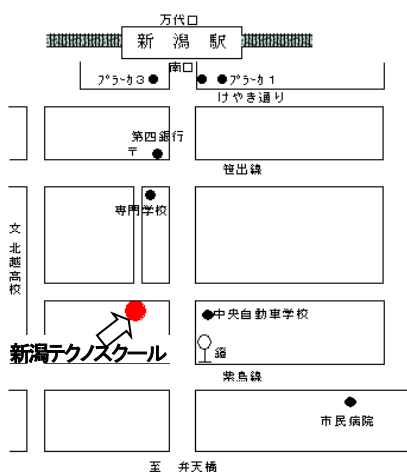 万代口
新潟駅
南口
プラーカ3
プラーカ1
けやき通り
第四銀行
〒
笹出線
専門学校
文 北越高校
中央自動車学校
新潟テクノスクール
紫鳥線
市民病院
至 弁天橋